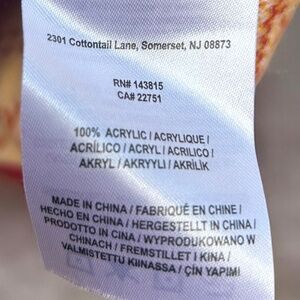 2301 Cottontail Lane, Somerset, NJ 08873
RN# 143815
CA# 22751
100% ACRYLIC / ACRYLIQUE /
ACRÍLICO / ACRYL / ACRILICO /
AKRYL / AKRYYLI / AKRİLİK
MADE IN CHINA / FABRIQUÉ EN CHINE /
HECHO EN CHINA / HERGESTELLT IN CHINA /
PRODOTTO IN CINA / WYPRODUKOWANO W
CHINACH / FREMSTILLET I KINA /
VALMISTETTU KIINASSA / ÇİN YAPIMI